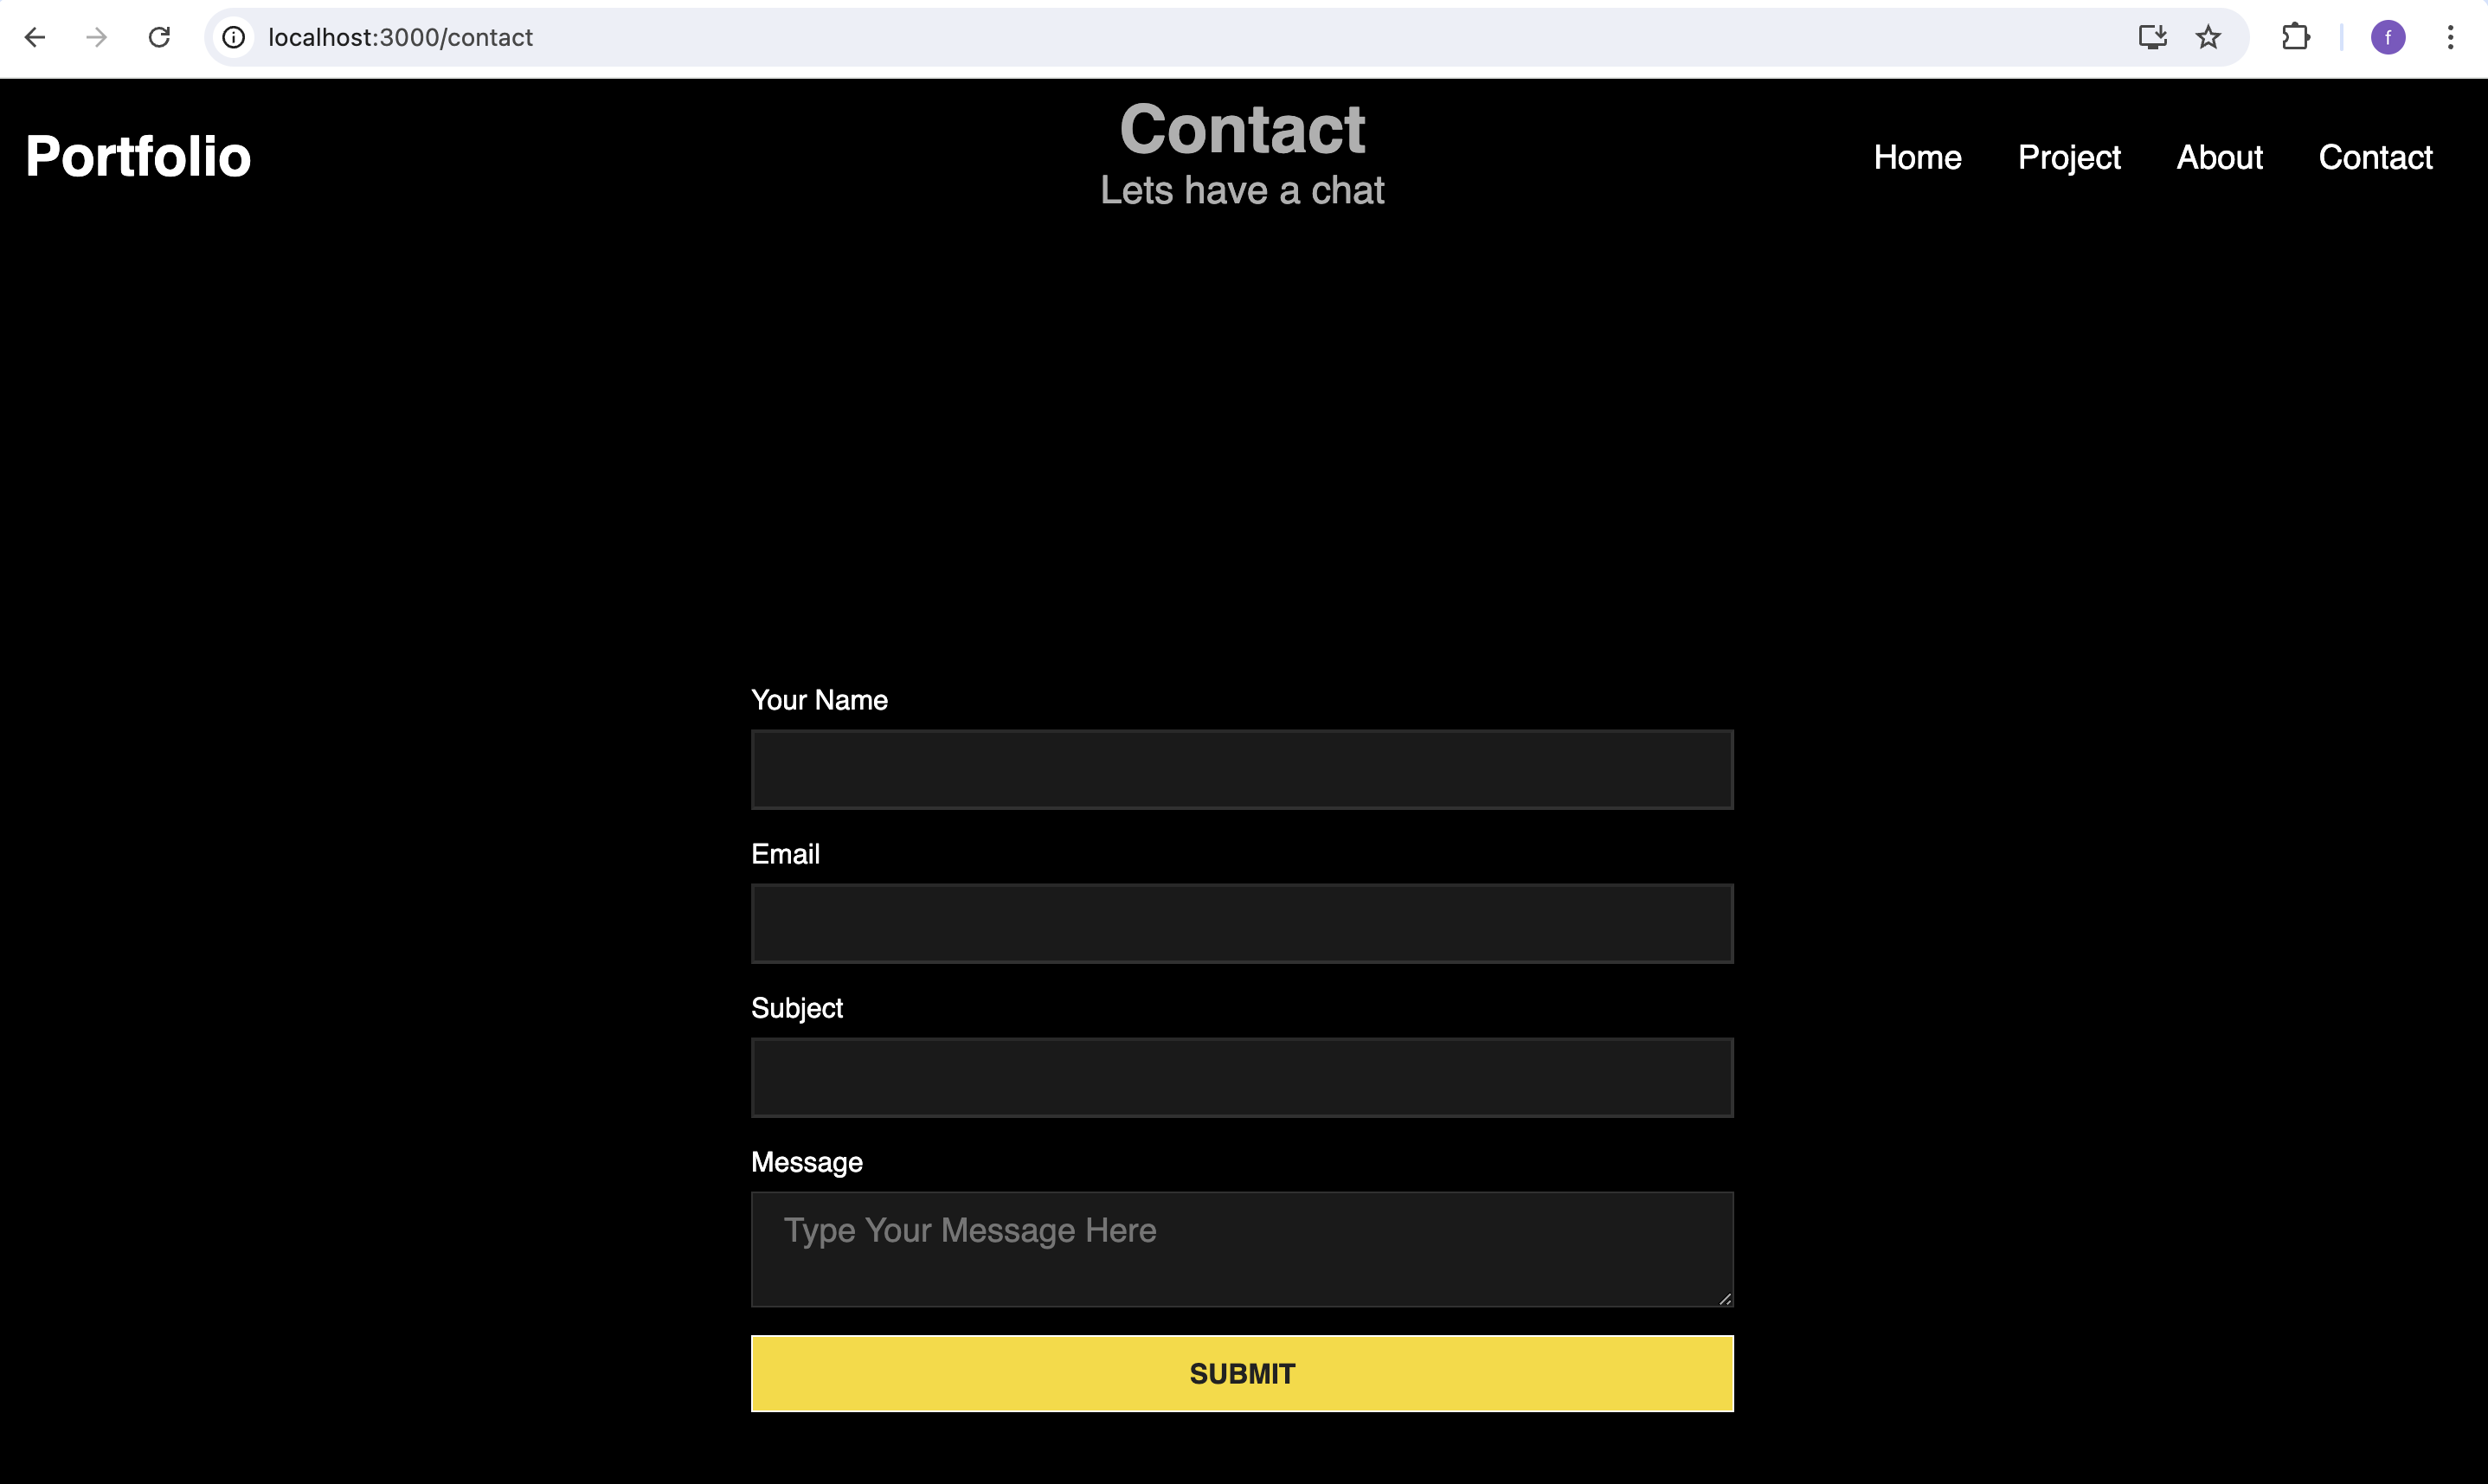 localhost:3000/contact
f
Portfolio
Contact
Lets have a chat
Home Project About Contact
Your Name
Email
Subject
Message
Type Your Message Here
SUBMIT